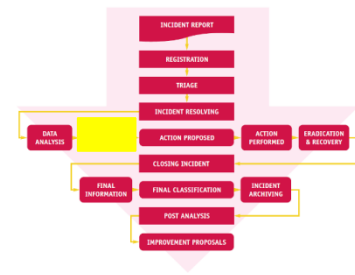 INCIDENT REPORT
REGISTRATION
TRIAGE
INCIDENT RESOLVING
DATA
ANALYSIS
ACTION PROPOSED
ACTION
PERFORMED
ERADICATION
& RECOVERY
CLOSING INCIDENT
FINAL
INFORMATION
FINAL CLASSIFICATION
INCIDENT
ARCHIVING
POST ANALYSIS
IMPROVEMENT PROPOSALS